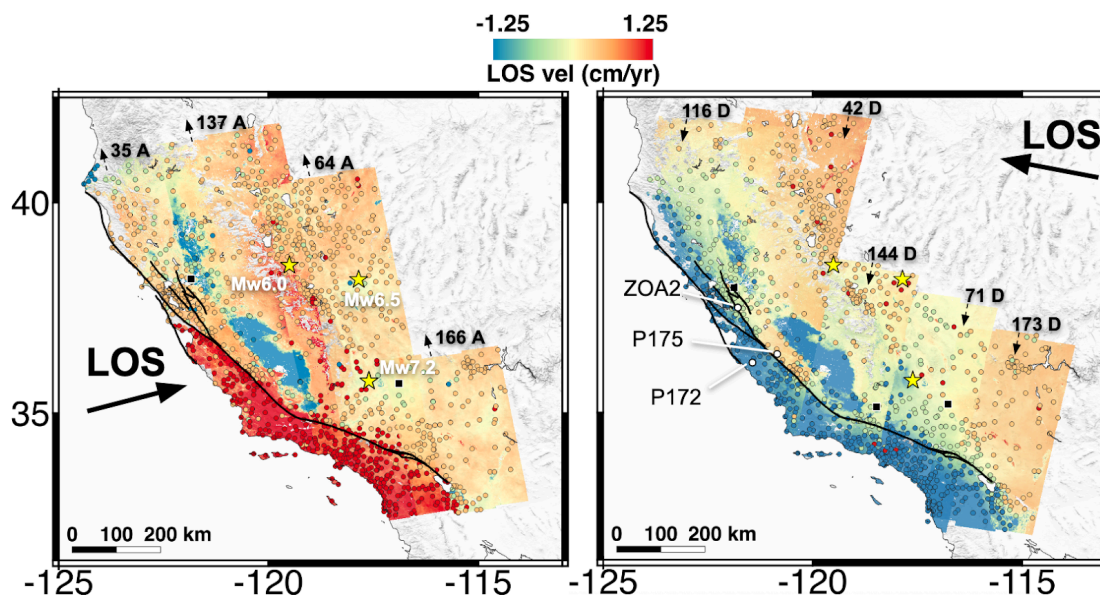 -1.25 1.25
LOS vel (cm/yr)
137 A
35 A
64 A
40
Mw6.0
Mw6.5
166 A
Mw7.2
LOS
35
0 100 200 km
-125 -120 -115
116 D
42 D
LOS
144 D
ZOA2
71 D
P175
173 D
P172
0 100 200 km
-125 -120 -115